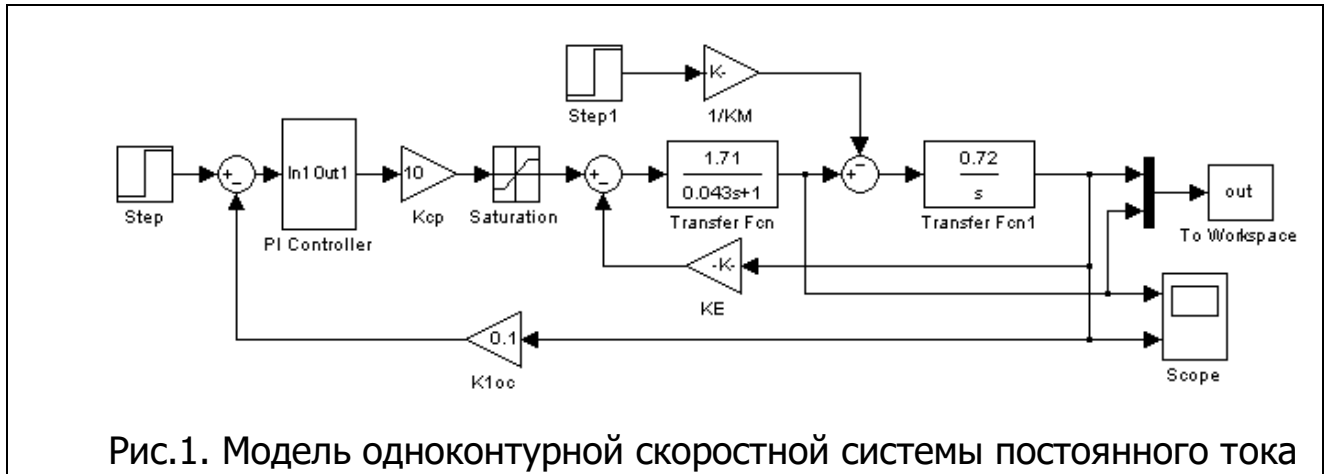 Step1
K-
1/KM
Step
In1 Out1
PI Controller
10
Kcp
Saturation
1.71
0.043s+1
Transfer Fcn
0.72
s
Transfer Fcn1
out
To Workspace
-K-
KE
0.1
K1oc
Scope
Рис.1. Модель одноконтурной скоростной системы постоянного тока